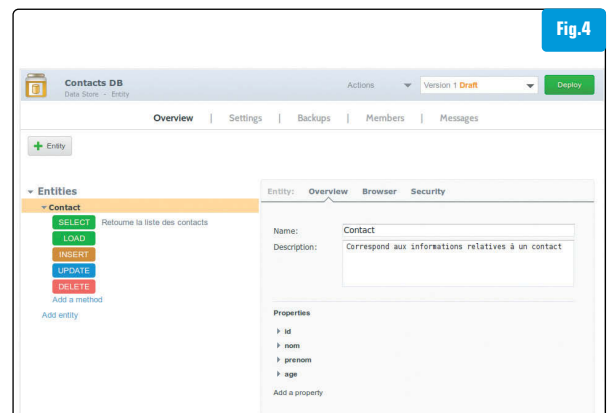 Fig.4
Contacts DB
Data Store - Entity
Actions
Version 1 Draft
Deploy
Overview | Settings | Backups | Members | Messages
+ Entity
Entities
Contact
SELECT Retourne la liste des contacts
LOAD
INSERT
UPDATE
DELETE
Add a method
Add entity
Entity: Overview Browser Security
Name: Contact
Description: Correspond aux informations relatives à un contact
Properties
id
nom
prenom
age
Add a property